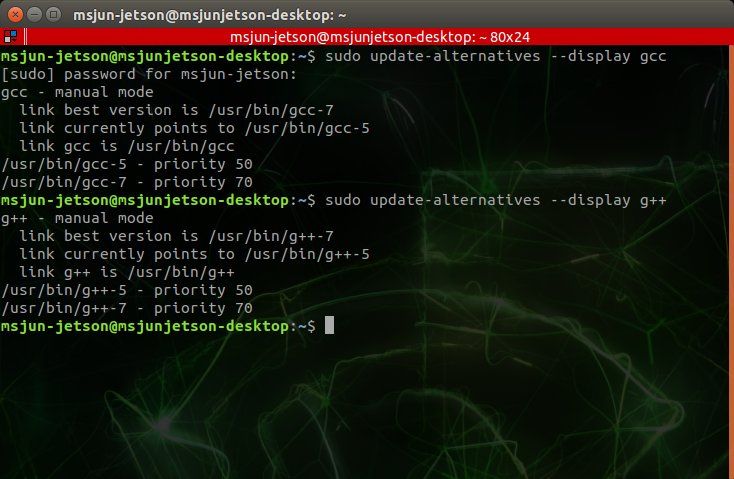 msjun-jetson@msjunjetson-desktop: ~
msjun-jetson@msjunjetson-desktop: ~ 80x24
msjun-jetson@msjunjetson-desktop:~$ sudo update-alternatives --display gcc
[sudo] password for msjun-jetson:
gcc - manual mode
  link best version is /usr/bin/gcc-7
  link currently points to /usr/bin/gcc-5
  link gcc is /usr/bin/gcc
/usr/bin/gcc-5 - priority 50
/usr/bin/gcc-7 - priority 70
msjun-jetson@msjunjetson-desktop:~$ sudo update-alternatives --display g++
g++ - manual mode
  link best version is /usr/bin/g++-7
  link currently points to /usr/bin/g++-5
  link g++ is /usr/bin/g++
/usr/bin/g++-5 - priority 50
/usr/bin/g++-7 - priority 70
msjun-jetson@msjunjetson-desktop:~$